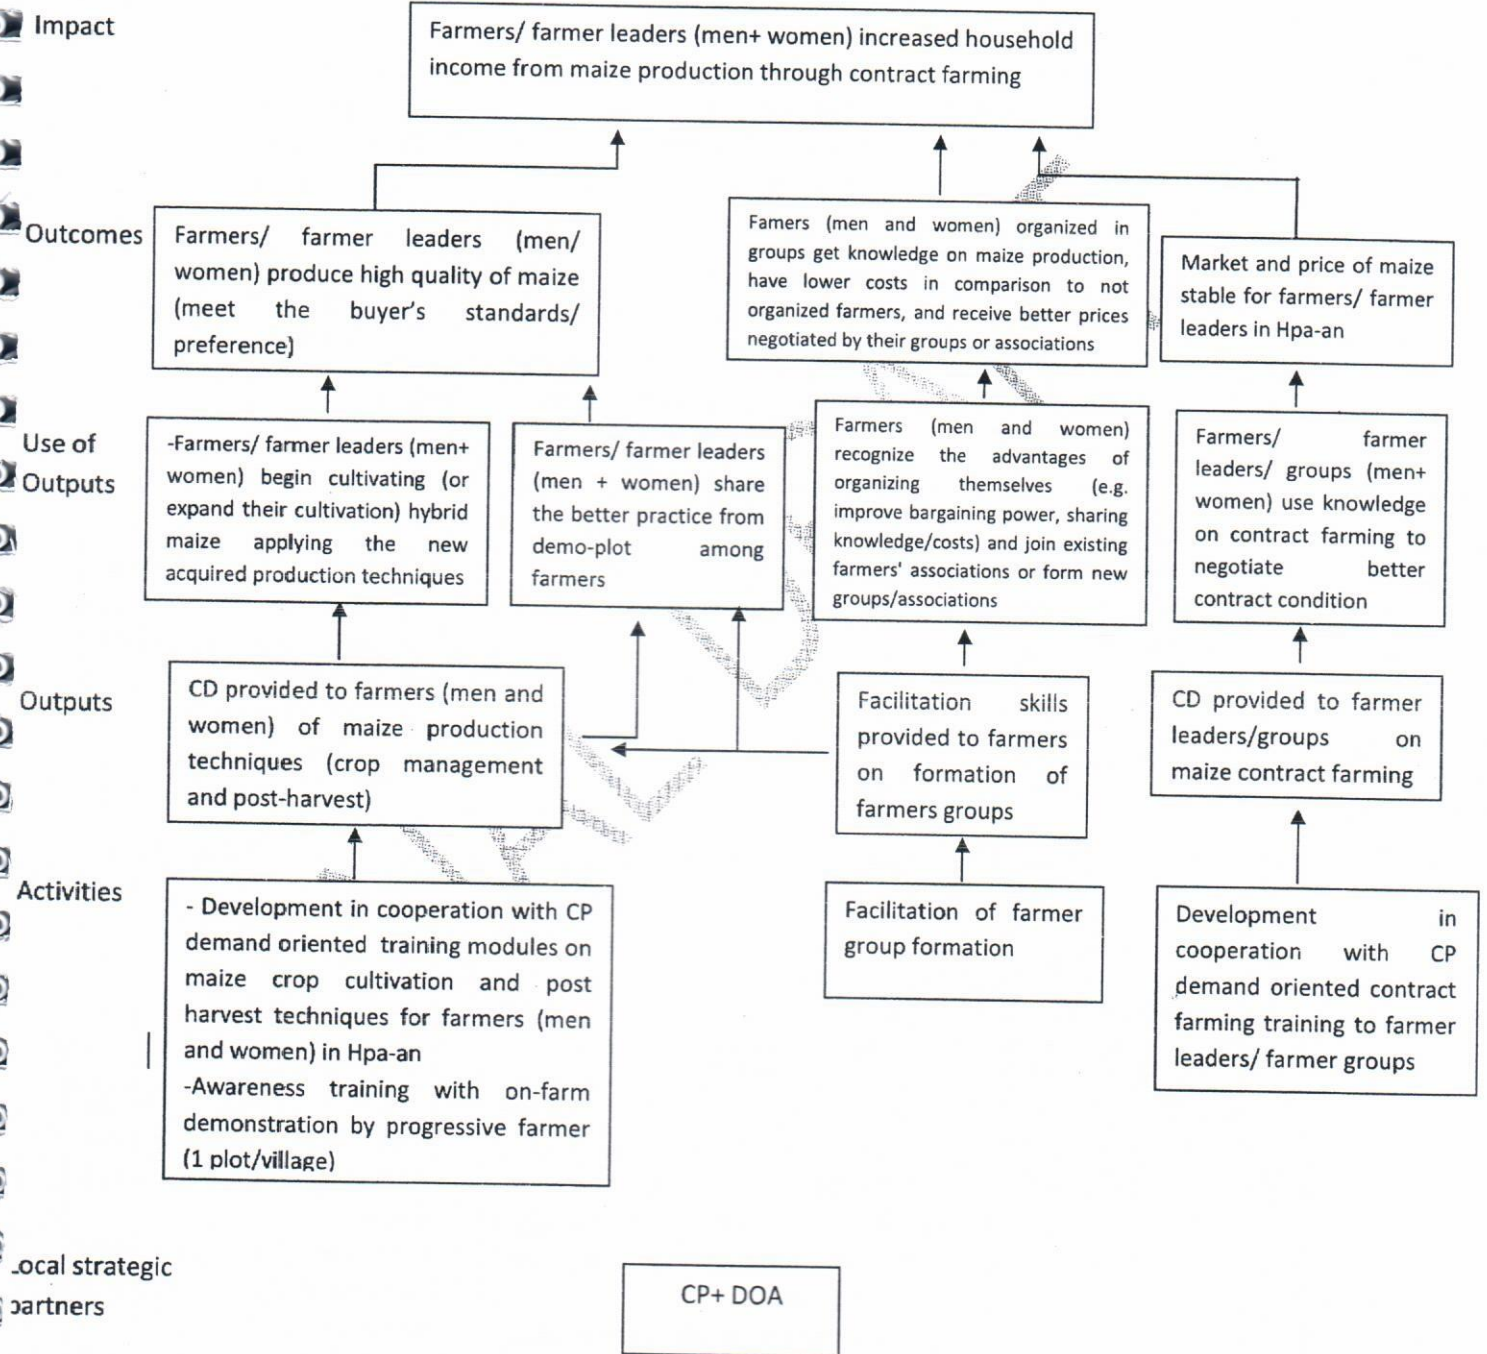 Impact
Farmers/ farmer leaders (men+ women) increased household
income from maize production through contract farming
Outcomes
Farmers/ farmer leaders (men/
women) produce high quality of maize
(meet the buyer's standards/
preference)
Famers (men and women) organized in
groups get knowledge on maize production,
have lower costs in comparison to not
organized farmers, and receive better prices
negotiated by their groups or associations
Market and price of maize
stable for farmers/ farmer
leaders in Hpa-an
Use of
Outputs
-Farmers/ farmer leaders (men+
women) begin cultivating (or
expand their cultivation) hybrid
maize applying the new
acquired production techniques
Farmers/ farmer leaders
(men + women) share
the better practice from
demo-plot among
farmers
Farmers (men and women)
recognize the advantages of
organizing themselves (e.g.
improve bargaining power, sharing
knowledge/costs) and join existing
farmers' associations or form new
groups/associations
Farmers/ farmer
leaders/ groups (men+
women) use knowledge
on contract farming to
negotiate better
contract condition
Outputs
CD provided to farmers (men and
women) of maize production
techniques (crop management
and post-harvest)
Facilitation skills
provided to farmers
on formation of
farmers groups
CD provided to farmer
leaders/groups on
maize contract farming
Activities
- Development in cooperation with CP
demand oriented training modules on
maize crop cultivation and post
harvest techniques for farmers (men
and women) in Hpa-an
-Awareness training with on-farm
demonstration by progressive farmer
(1 plot/village)
Facilitation of farmer
group formation
Development in
cooperation with CP
demand oriented contract
farming training to farmer
leaders/ farmer groups
ocal strategic
partners
CP+ DOA